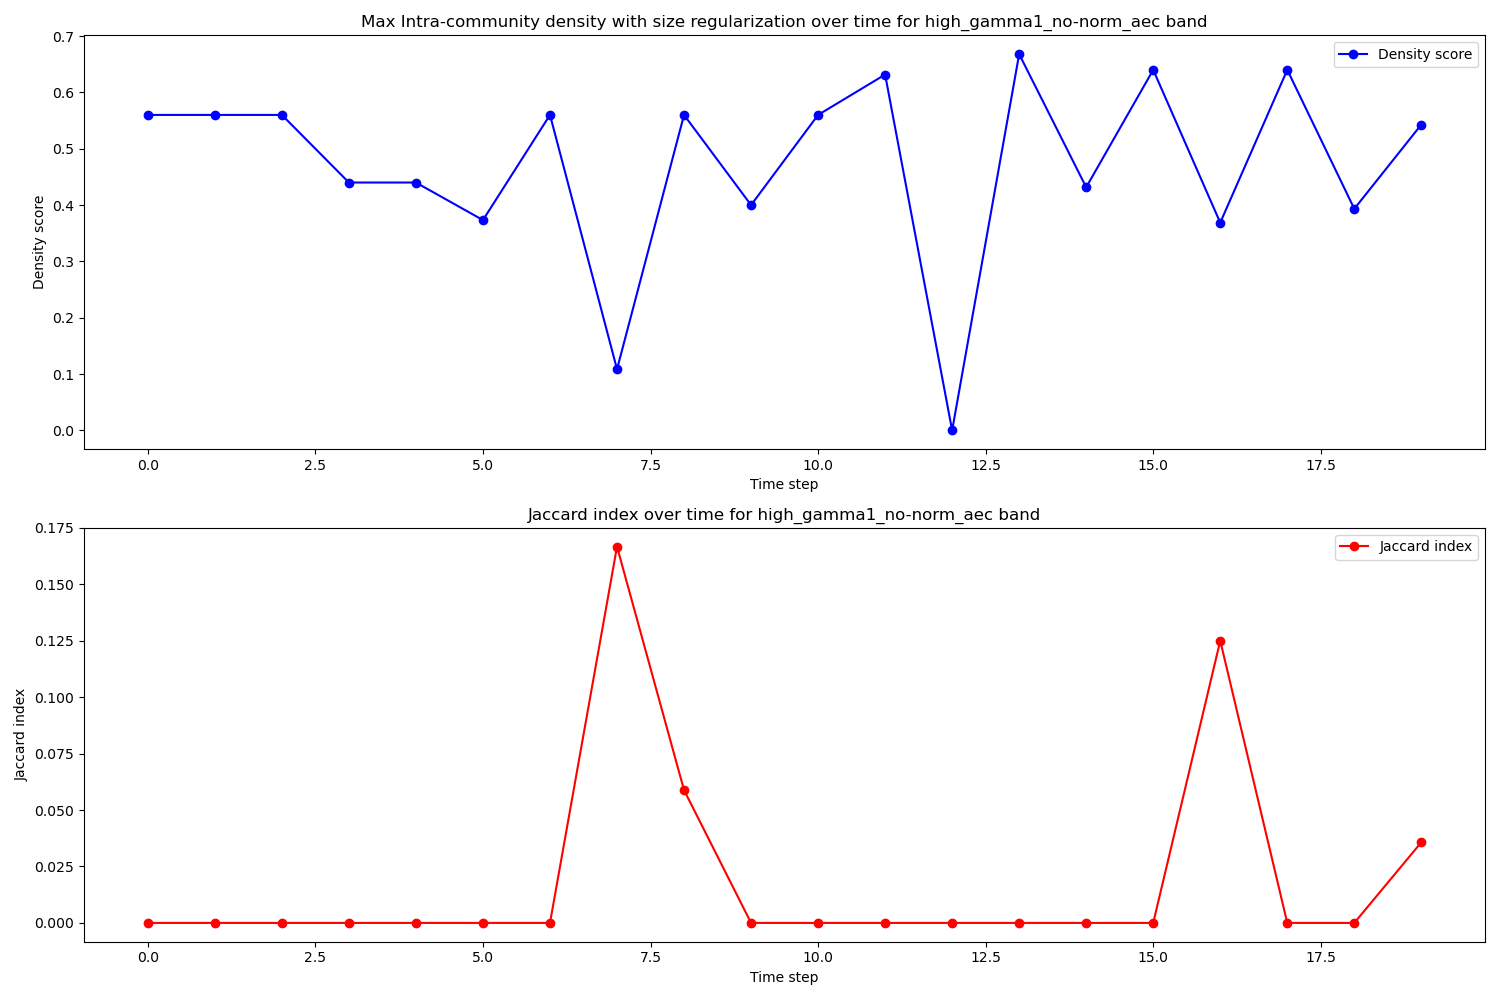 Max Intra-community density with size regularization over time for high_gamma1_no-norm_aec band
Density score
0.7
0.6
0.5
0.4
0.3
0.2
0.1
0.0
Density score
0.0 2.5 5.0 7.5 10.0 12.5 15.0 17.5
Time step
Jaccard index over time for high_gamma1_no-norm_aec band
Jaccard index
0.175
0.150
0.125
0.100
0.075
0.050
0.025
0.000
Jaccard index
0.0 2.5 5.0 7.5 10.0 12.5 15.0 17.5
Time step